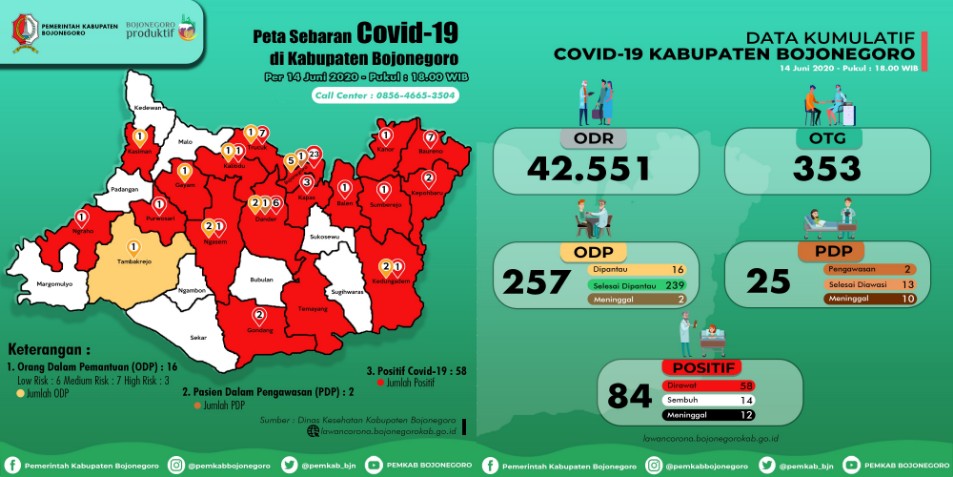 PEMERINTAH KABUPATEN
BOJONEGORO
BOJONEGORO
produktif
Peta Sebaran Covid-19
di Kabupaten Bojonegoro
Per 14 Juni 2020 - Pukul : 18.00 WIB
Call Center : 0856-4665-3504
Kedewan
Malo
1
Kasiman
1 7
Trucuk
1 1
Kalitidu
5 1 23
1
Kanor
7
Baureno
Padangan
1
Gayam
3
Kapas
1
Balen
1
Sumberejo
2
Kepohbaru
1
Ngraho
1
Purwosari
2 1 6
Dander
2 1
Ngasem
Sukosewu
1
Tambakrejo
Margomulyo
Ngambon
Bubulan
Sugihwaras
2 1
Kedungadem
Temayang
2
Gondang
Sekar
Keterangan :
1. Orang Dalam Pemantuan (ODP) : 16
Low Risk : 6 Medium Risk : 7 High Risk : 3
Jumlah ODP
2. Pasien Dalam Pengawasan (PDP) : 2
Jumlah PDP
3. Positif Covid-19 : 58
Jumlah Positif
Sumber : Dinas Kesehatan Kabupaten Bojonegoro
lawancorona.bojonegorokab.go.id
Pemerintah Kabupaten Bojonegoro @pemkabbojonegoro @pemkab_bjn PEMKAB BOJONEGORO
DATA KUMULATIF
COVID-19 KABUPATEN BOJONEGORO
14 Juni 2020 - Pukul : 18.00 WIB
ODR
42.551
OTG
353
ODP
257
Dipantau 16
Selesai Dipantau 239
Meninggal 2
PDP
25
Pengawasan 2
Selesai Diawasi 13
Meninggal 10
POSITIF
84
Dirawat 58
Sembuh 14
Meninggal 12
lawancorona.bojonegorokab.go.id
Pemerintah Kabupaten Bojonegoro @pemkabbojonegoro @pemkab_bjn PEMKAB BOJONEGORO